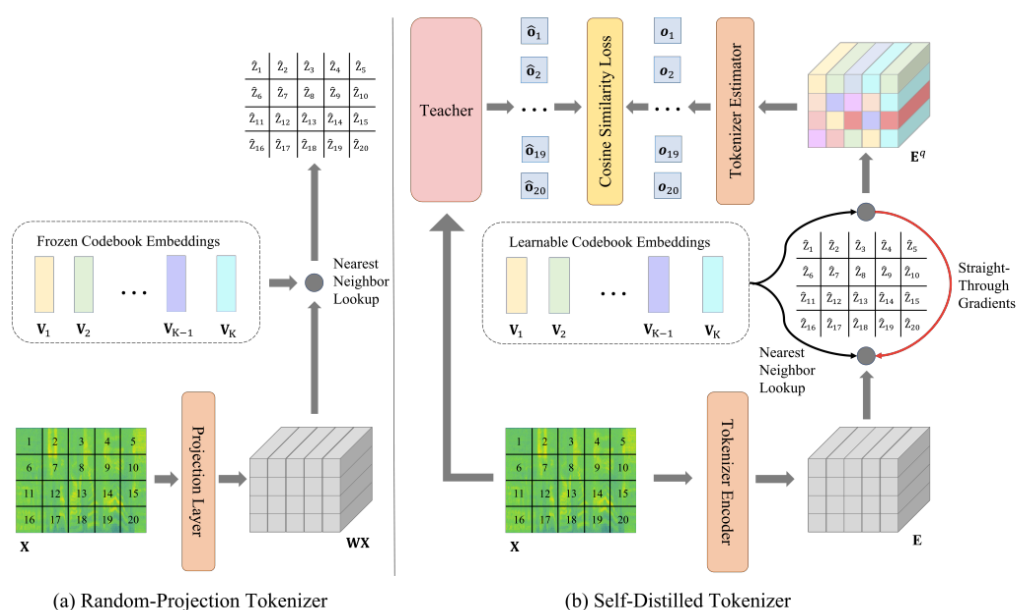 Ẑ1 Ẑ2 Ẑ3 Ẑ4 Ẑ5
Ẑ6 Ẑ7 Ẑ8 Ẑ9 Ẑ10
Ẑ11 Ẑ12 Ẑ13 Ẑ14 Ẑ15
Ẑ16 Ẑ17 Ẑ18 Ẑ19 Ẑ20
Frozen Codebook Embeddings
V1 V2 ... VK−1 VK
Nearest
Neighbor
Lookup
1 2 3 4 5
6 7 8 9 10
11 12 13 14 15
16 17 18 19 20
X
Projection Layer
WX
(a) Random-Projection Tokenizer
Teacher
ô1
ô2
...
ô19
ô20
Cosine Similarity Loss
o1
o2
...
o19
o20
Tokenizer Estimator
E^q
Learnable Codebook Embeddings
V1 V2 ... VK−1 VK
Ẑ1 Ẑ2 Ẑ3 Ẑ4 Ẑ5
Ẑ6 Ẑ7 Ẑ8 Ẑ9 Ẑ10
Ẑ11 Ẑ12 Ẑ13 Ẑ14 Ẑ15
Ẑ16 Ẑ17 Ẑ18 Ẑ19 Ẑ20
Straight-
Through
Gradients
Nearest
Neighbor
Lookup
1 2 3 4 5
6 7 8 9 10
11 12 13 14 15
16 17 18 19 20
X
Tokenizer Encoder
E
(b) Self-Distilled Tokenizer